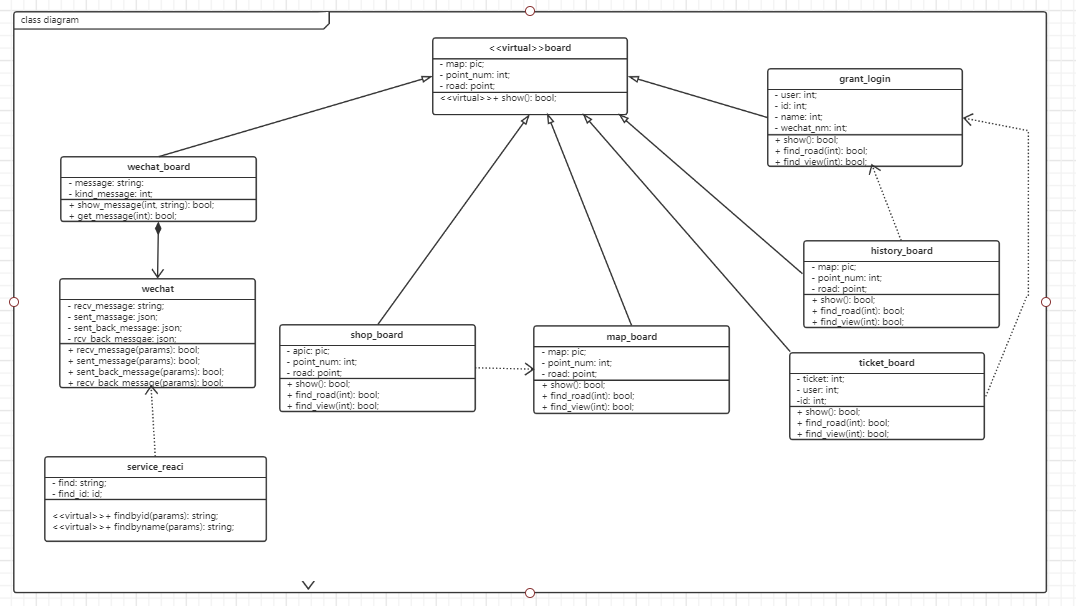 class diagram
<<virtual>>board
- map: pic;
- point_num: int;
- road: point;
<<virtual>>+ show(): bool;
grant_login
- user: int;
- id: int;
- name: int;
- wechat_nm: int;
+ show(): bool;
+ find_road(int): bool;
+ find_view(int): bool;
wechat_board
- message: string;
- kind_message: int;
+ show_message(int, string): bool;
+ get_message(int): bool;
history_board
- map: pic;
- point_num: int;
- road: point;
+ show(): bool;
+ find_road(int): bool;
+ find_view(int): bool;
wechat
- recv_message: string;
- sent_massage: json;
- sent_back_message: json;
- rcv_back_messgae: json;
+ recv_message(params): bool;
+ sent_message(params): bool;
+ sent_back_message(params): bool;
+ recv_back_message(params): bool;
shop_board
- apic: pic;
- point_num: int;
- road: point;
+ show(): bool;
+ find_road(int): bool;
+ find_view(int): bool;
map_board
- map: pic;
- point_num: int;
- road: point;
+ show(): bool;
+ find_road(int): bool;
+ find_view(int): bool;
ticket_board
- ticket: int;
- user: int;
-id: int;
+ show(): bool;
+ find_road(int): bool;
+ find_view(int): bool;
service_reaci
- find: string;
- find_id: id;
<<virtual>>+ findbyid(params): string;
<<virtual>>+ findbyname(params): string;